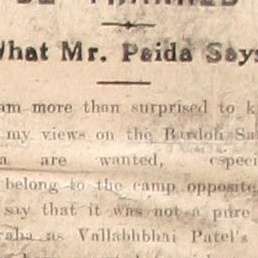 What Mr. Paida Says
am more than surprised to k
my views on the Bardoli Sa
a are wanted, especi
belong to the camp opposite
say that it was not a pure
raha as Vallabhbhai Patel's